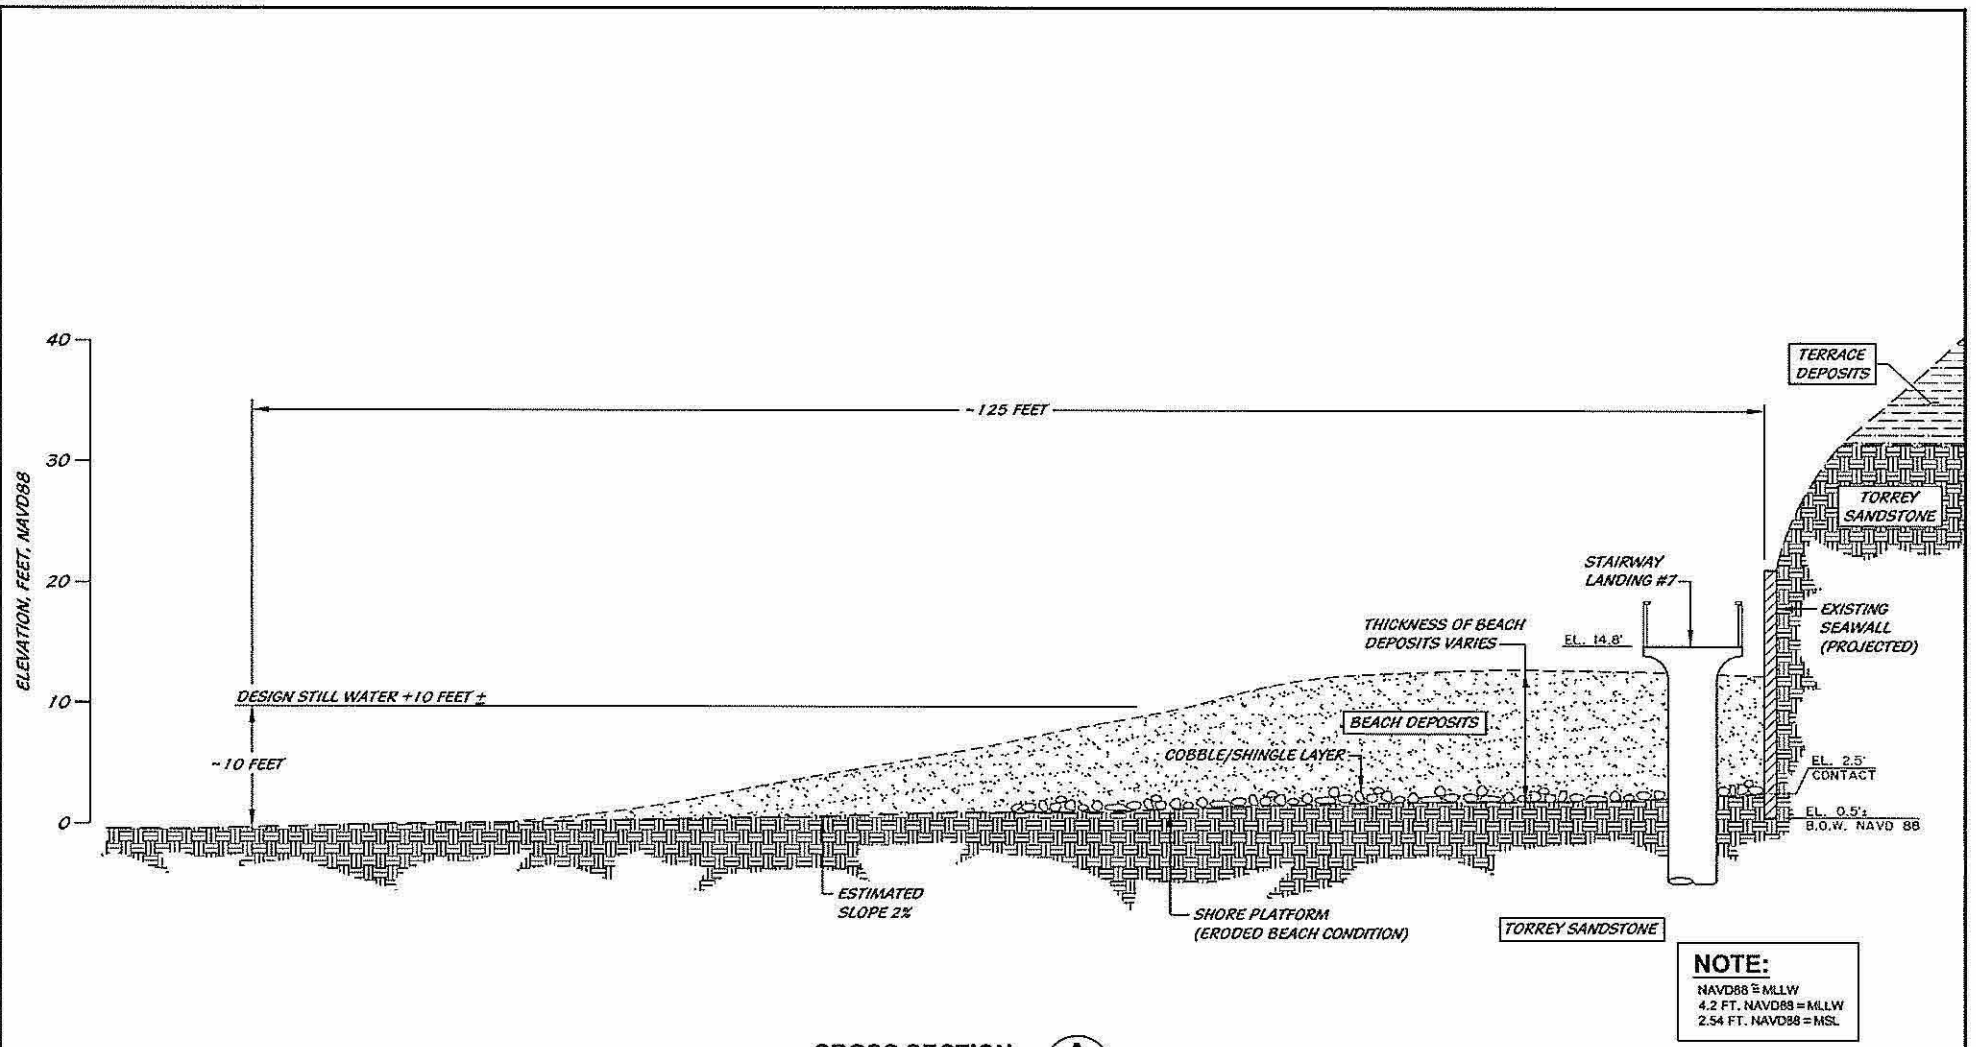 40
TERRACE
DEPOSITS
~125 FEET
30
ELEVATION, FEET, NAVD88
TORREY
SANDSTONE
20
STAIRWAY
LANDING #7
EXISTING
SEAWALL
(PROJECTED)
THICKNESS OF BEACH
DEPOSITS VARIES
EL. 14.8'
10
DESIGN STILL WATER +10 FEET ±
BEACH DEPOSITS
COBBLE/SHINGLE LAYER
~10 FEET
EL. 2.5'
CONTACT
0
EL. 0.5'±
B.O.W. NAVD 88
ESTIMATED
SLOPE 2%
SHORE PLATFORM
(ERODED BEACH CONDITION)
TORREY SANDSTONE
NOTE:
NAVD88 ≅ MLLW
4.2 FT. NAVD88 = MLLW
2.54 FT. NAVD88 = MSL
CROSS SECTION A